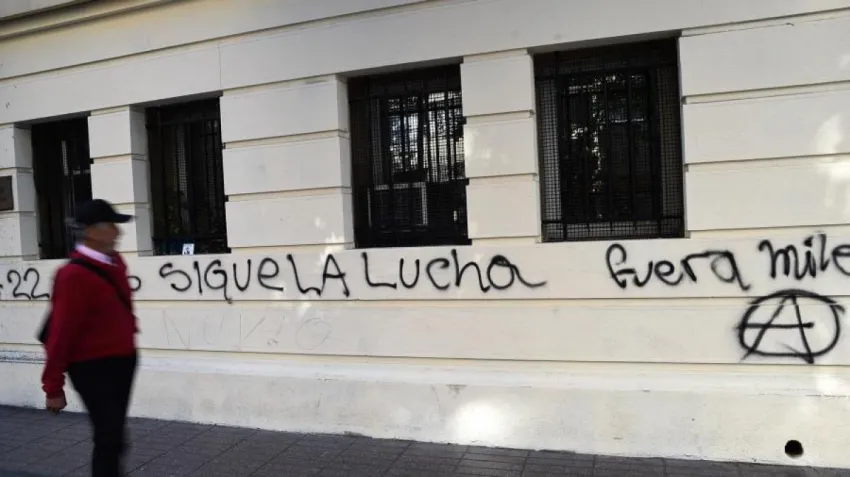 22 SIgue LA Lucha
fuera mile
A